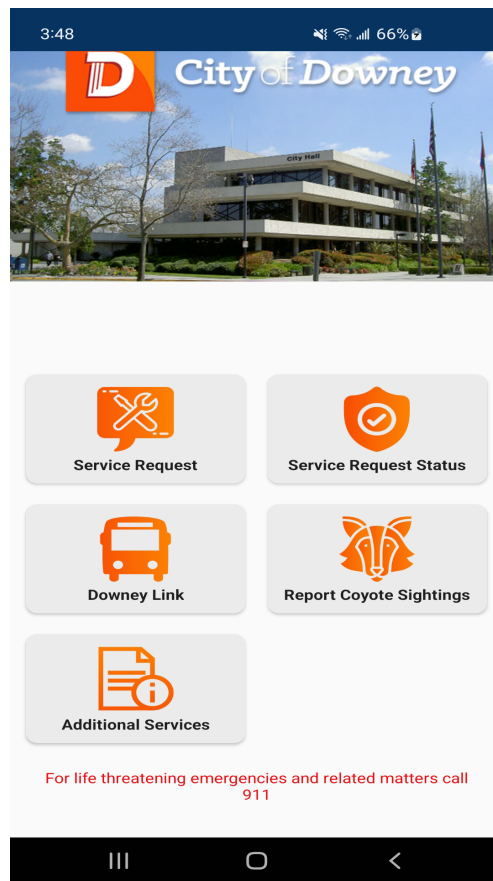 3:48
66%
D
City of Downey
City Hall
Service Request
Service Request Status
Downey Link
Report Coyote Sightings
Additional Services
For life threatening emergencies and related matters call
911